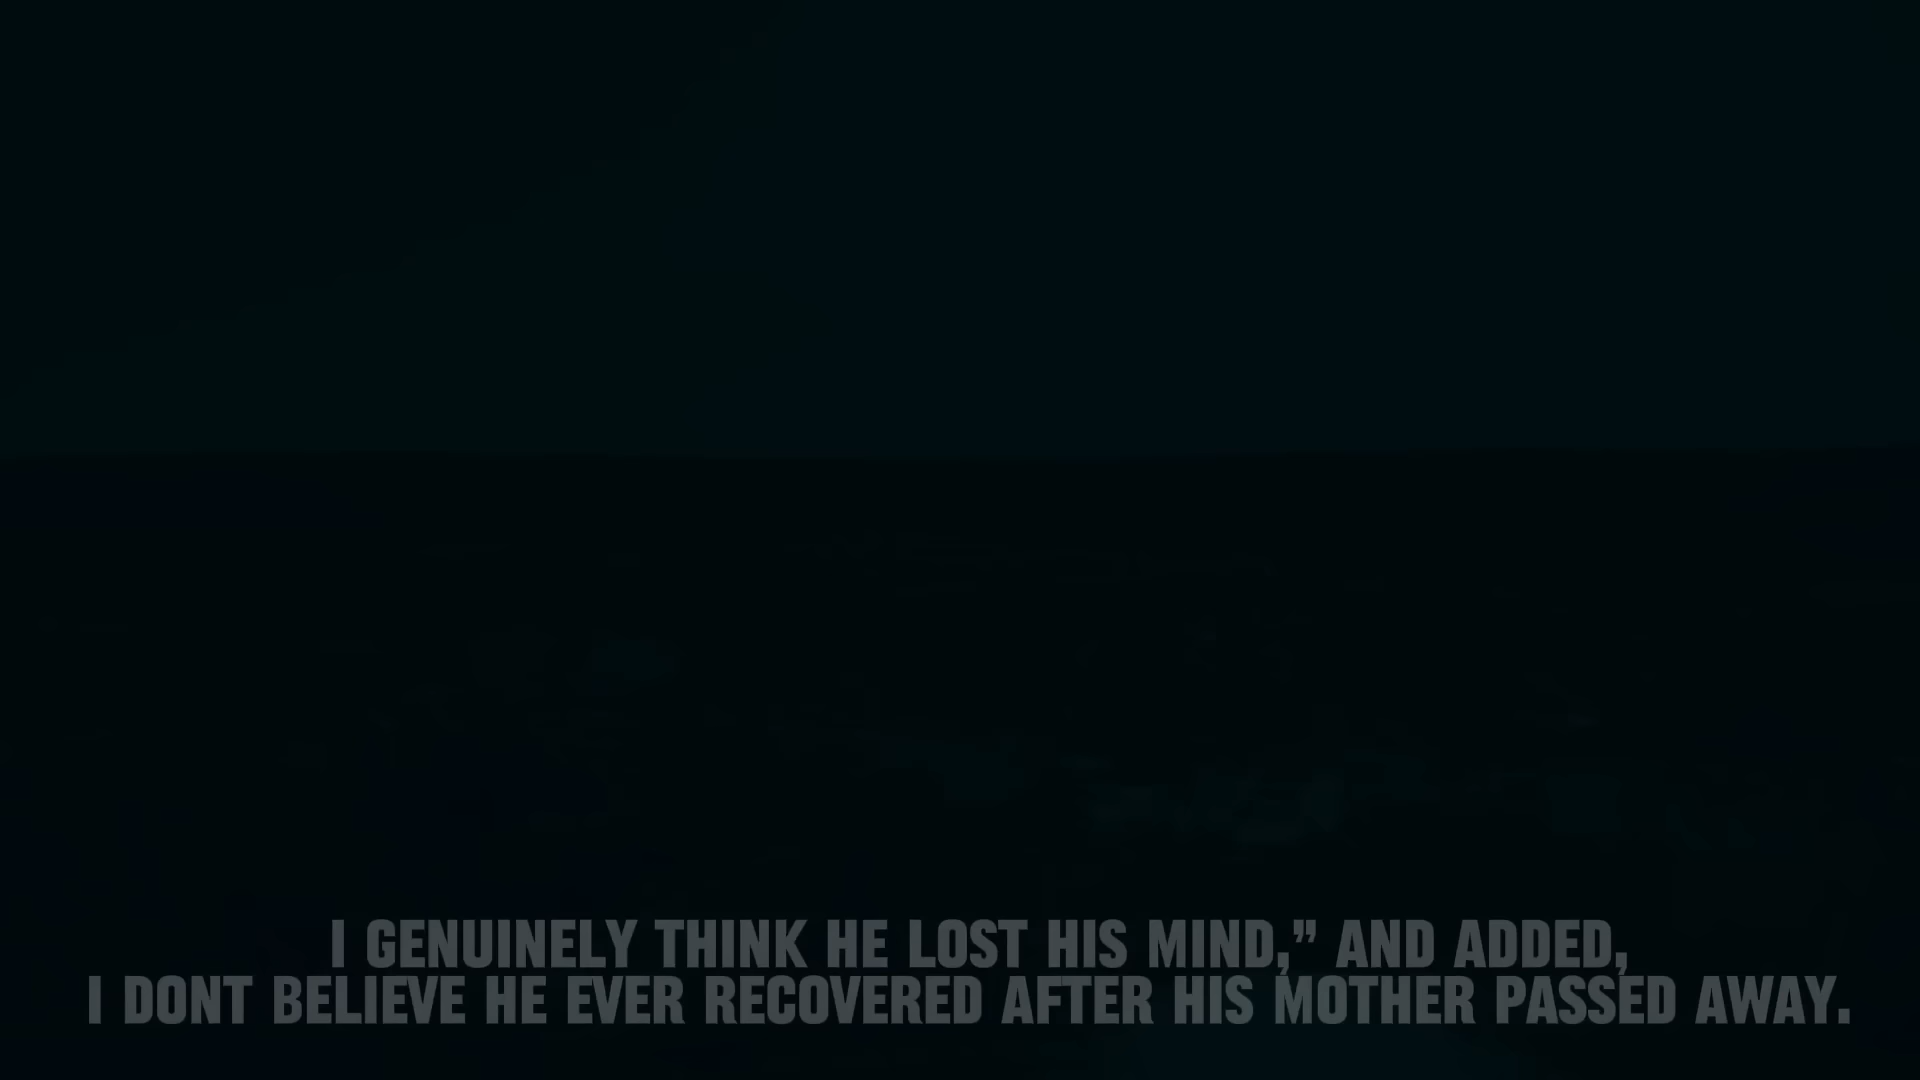 I GENUINELY THINK HE LOST HIS MIND,” AND ADDED,
I DONT BELIEVE HE EVER RECOVERED AFTER HIS MOTHER PASSED AWAY.